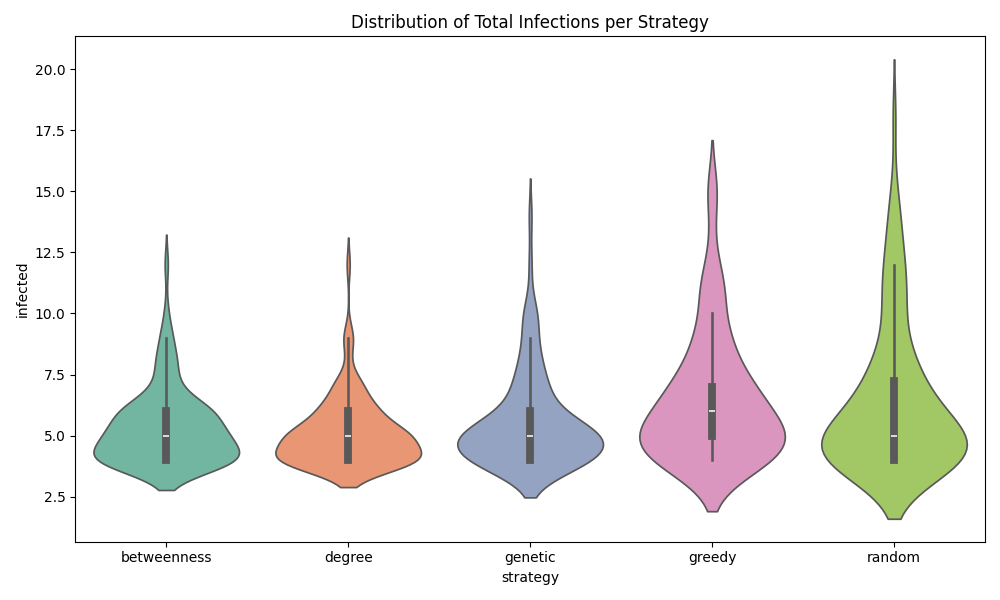 Distribution of Total Infections per Strategy
20.0
17.5
15.0
12.5
10.0
7.5
5.0
2.5
infected
betweenness degree genetic greedy random
strategy